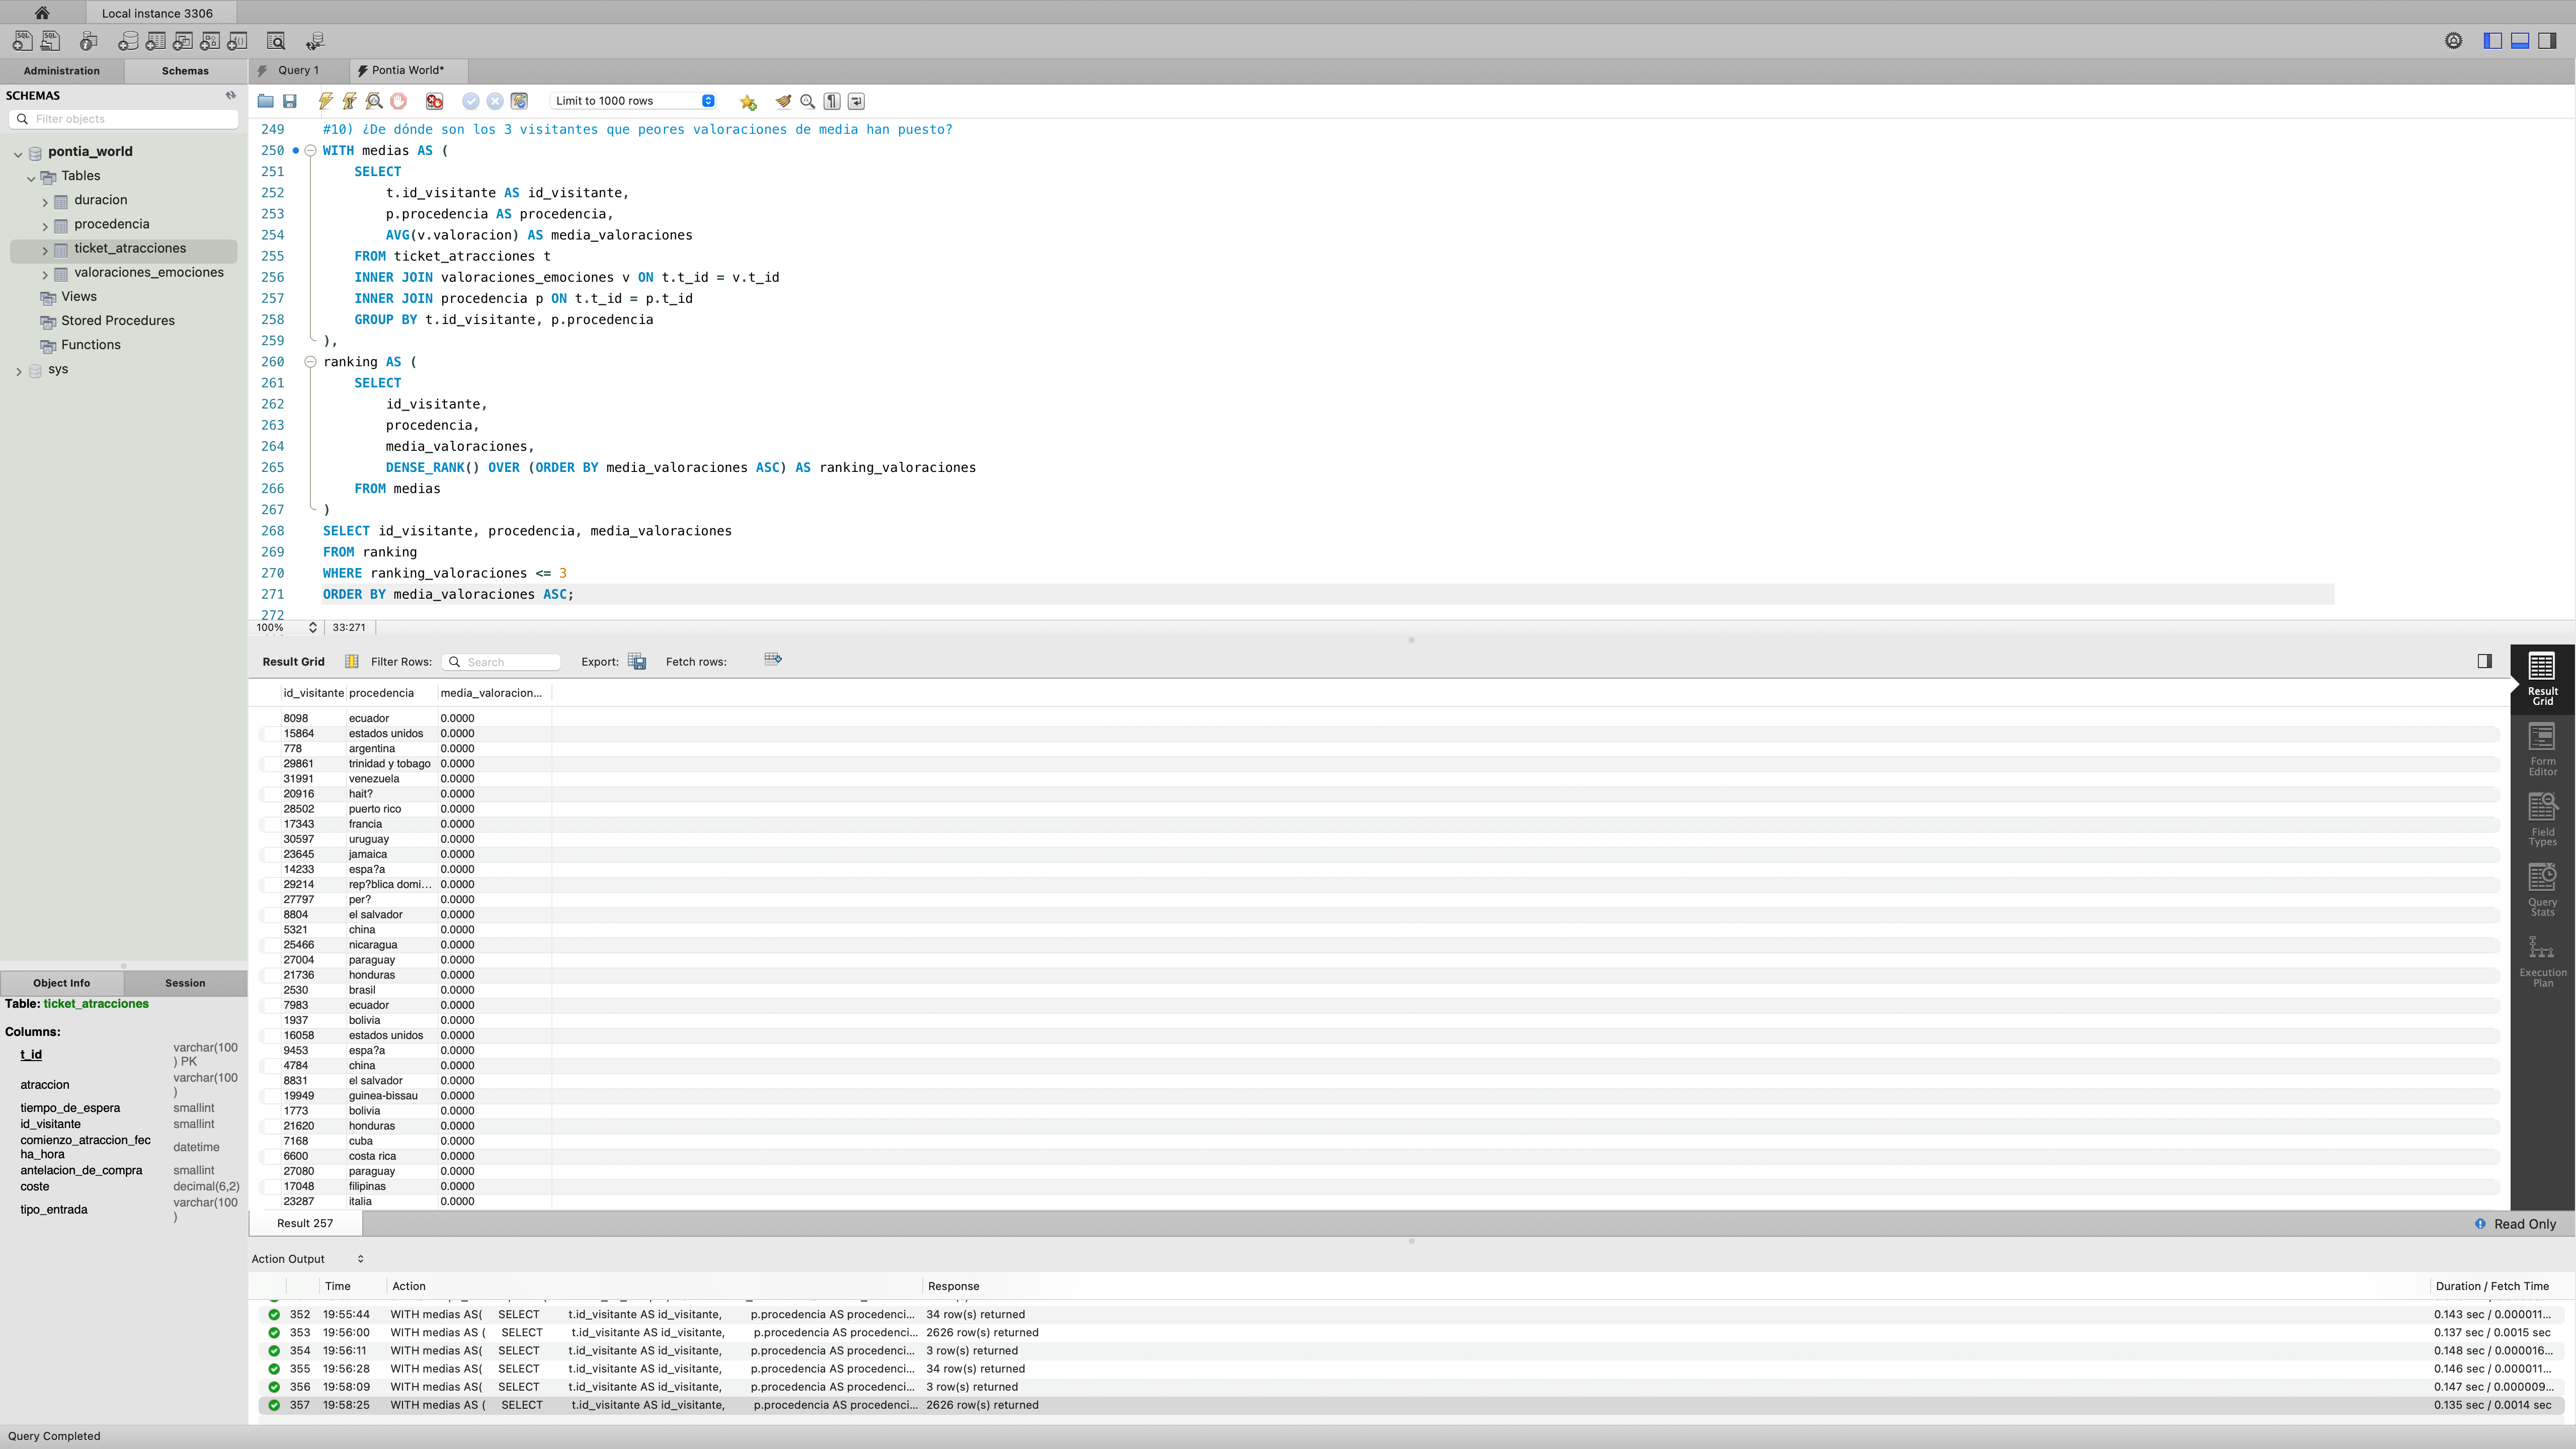 Local instance 3306
Administration
Schemas
Query 1
Pontia World*
SCHEMAS
Filter objects
pontia_world
Tables
duracion
procedencia
ticket_atracciones
valoraciones_emociones
Views
Stored Procedures
Functions
sys
Limit to 1000 rows
249 #10) ¿De dónde son los 3 visitantes que peores valoraciones de media han puesto?
250 WITH medias AS (
251 SELECT
252 t.id_visitante AS id_visitante,
253 p.procedencia AS procedencia,
254 AVG(v.valoracion) AS media_valoraciones
255 FROM ticket_atracciones t
256 INNER JOIN valoraciones_emociones v ON t.t_id = v.t_id
257 INNER JOIN procedencia p ON t.t_id = p.t_id
258 GROUP BY t.id_visitante, p.procedencia
259 ),
260 ranking AS (
261 SELECT
262 id_visitante,
263 procedencia,
264 media_valoraciones,
265 DENSE_RANK() OVER (ORDER BY media_valoraciones ASC) AS ranking_valoraciones
266 FROM medias
267 )
268 SELECT id_visitante, procedencia, media_valoraciones
269 FROM ranking
270 WHERE ranking_valoraciones <= 3
271 ORDER BY media_valoraciones ASC;
272
100% 33:271
Result Grid Filter Rows: Search Export: Fetch rows:
id_visitante procedencia media_valoracion...
8098 ecuador 0.0000
15864 estados unidos 0.0000
778 argentina 0.0000
29861 trinidad y tobago 0.0000
31991 venezuela 0.0000
20916 hait? 0.0000
28502 puerto rico 0.0000
17343 francia 0.0000
30597 uruguay 0.0000
23645 jamaica 0.0000
14233 espa?a 0.0000
29214 rep?blica domi... 0.0000
27797 per? 0.0000
8804 el salvador 0.0000
5321 china 0.0000
25466 nicaragua 0.0000
27004 paraguay 0.0000
21736 honduras 0.0000
2530 brasil 0.0000
7983 ecuador 0.0000
1937 bolivia 0.0000
16058 estados unidos 0.0000
9453 espa?a 0.0000
4784 china 0.0000
8831 el salvador 0.0000
19949 guinea-bissau 0.0000
1773 bolivia 0.0000
21620 honduras 0.0000
7168 cuba 0.0000
6600 costa rica 0.0000
27080 paraguay 0.0000
17048 filipinas 0.0000
23287 italia 0.0000
Result Grid
Form Editor
Field Types
Query Stats
Execution Plan
Object Info
Session
Table: ticket_atracciones
Columns:
t_id varchar(100) PK
atraccion varchar(100)
tiempo_de_espera smallint
id_visitante smallint
comienzo_atraccion_fecha_hora datetime
antelacion_de_compra smallint
coste decimal(6,2)
tipo_entrada varchar(100)
Result 257
Read Only
Action Output
Time Action Response Duration / Fetch Time
352 19:55:44 WITH medias AS( SELECT t.id_visitante AS id_visitante, p.procedencia AS procedenci... 34 row(s) returned 0.143 sec / 0.000011...
353 19:56:00 WITH medias AS ( SELECT t.id_visitante AS id_visitante, p.procedencia AS procedenci... 2626 row(s) returned 0.137 sec / 0.0015 sec
354 19:56:11 WITH medias AS( SELECT t.id_visitante AS id_visitante, p.procedencia AS procedenci... 3 row(s) returned 0.148 sec / 0.000016...
355 19:56:28 WITH medias AS( SELECT t.id_visitante AS id_visitante, p.procedencia AS procedenci... 34 row(s) returned 0.146 sec / 0.000011...
356 19:58:09 WITH medias AS( SELECT t.id_visitante AS id_visitante, p.procedencia AS procedenci... 3 row(s) returned 0.147 sec / 0.000009...
357 19:58:25 WITH medias AS ( SELECT t.id_visitante AS id_visitante, p.procedencia AS procedenci... 2626 row(s) returned 0.135 sec / 0.0014 sec
Query Completed